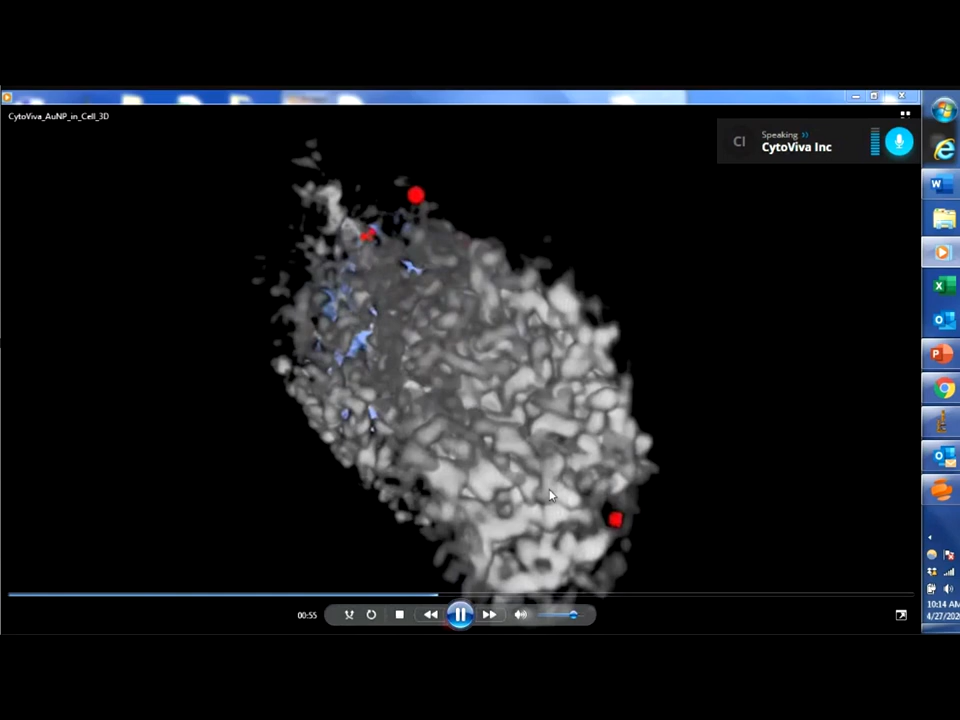 CytoViva_AuNP_in_Cell_3D
CI
Speaking
CytoViva Inc
00:55
10:14 AM